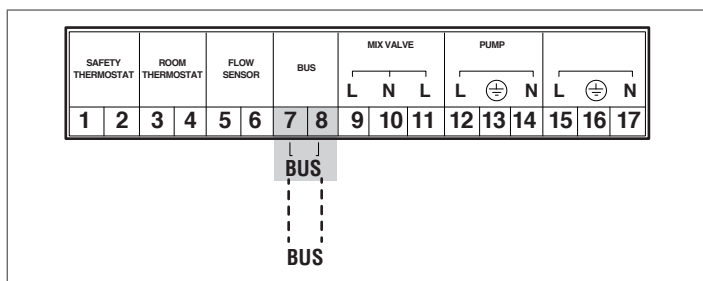 SAFETY THERMOSTAT
ROOM THERMOSTAT
FLOW SENSOR
BUS
MIX VALVE
PUMP
L N L L N L N
1 2 3 4 5 6 7 8 9 10 11 12 13 14 15 16 17
BUS
BUS